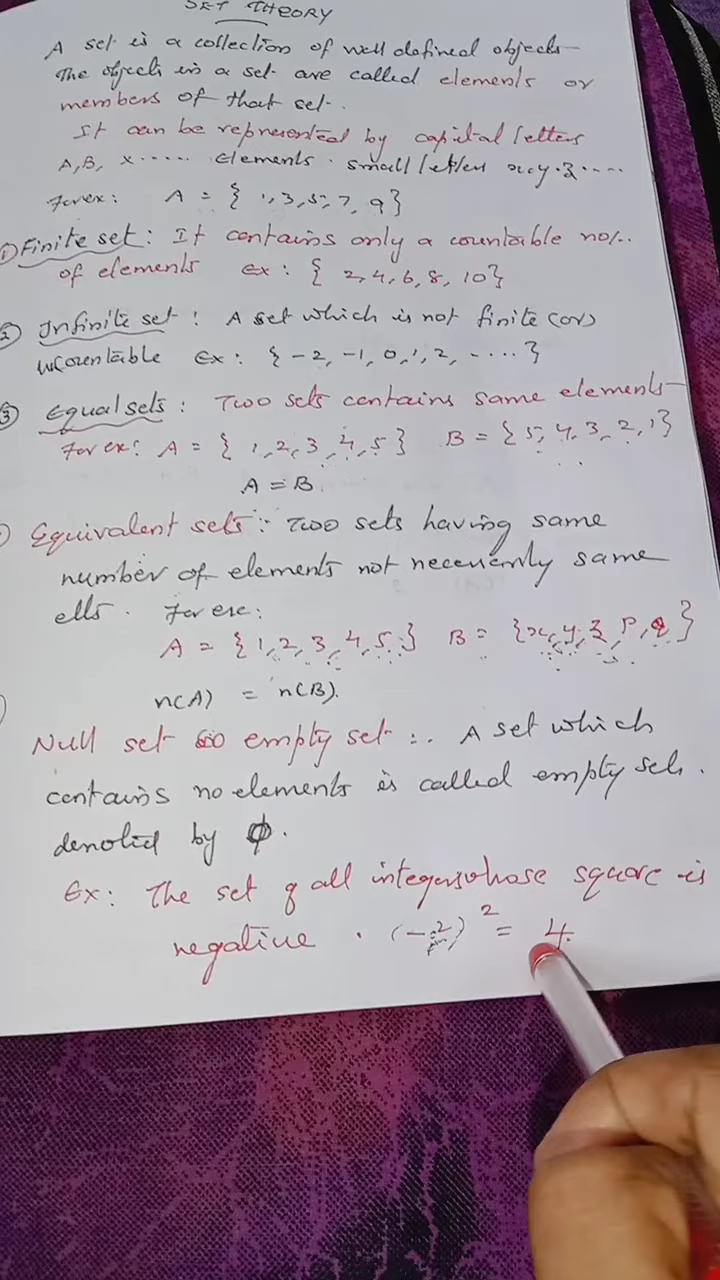 SET THEORY
A set is a collection of well defined objects
The objects in a set are called elements or
members of that set.
It can be represented by capital letters
A, B, X ..... elements. small letters x, y, z ....
For ex: A = { 1, 3, 5, 7, 9}
① Finite set: It contains only a countable no/..
of elements Ex: { 2, 4, 6, 8, 10}
② Infinite set: A set which is not finite (or)
uncountable Ex: { -2, -1, 0, 1, 2, ..... }
③ Equal sets: Two sets contains same elements
For ex: A = { 1, 2, 3, 4, 5} B = {5, 4, 3, 2, 1}
A = B
Equivalent sets: Two sets having same
number of elements not necessarily same
ells. For ex:
A = {1, 2, 3, 4, 5} B = {x, y, z, p, q}
n(A) = n(B).
Null set empty set: A set which
contains no elements is called empty set.
denoted by ϕ.
Ex: The set of all integers whose square is
negative. (-2)² = 4.